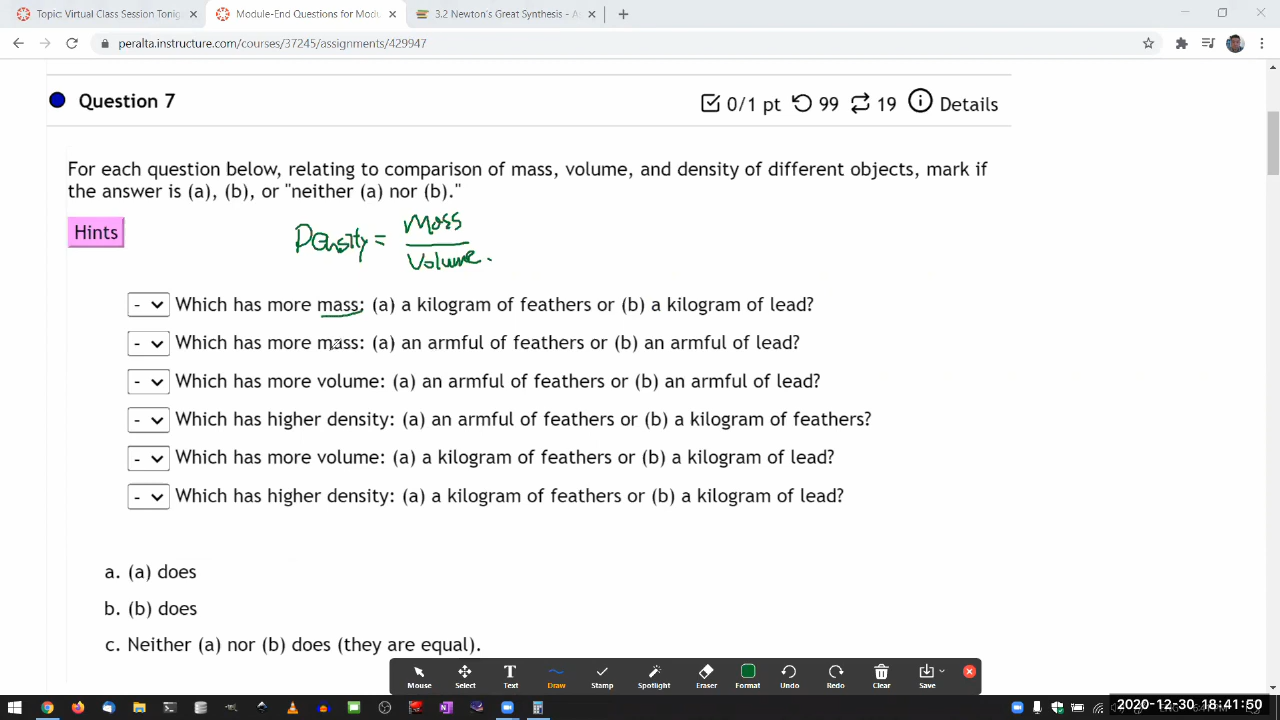 Topic: Virtual Class Session Tonig
Module-End Questions for Modu
3.2 Newton's Great Synthesis - A
peralta.instructure.com/courses/37245/assignments/429947
Question 7
0/1 pt 99 19 Details
For each question below, relating to comparison of mass, volume, and density of different objects, mark if
the answer is (a), (b), or "neither (a) nor (b)."
Hints
Density = Mass
Volume.
- Which has more mass: (a) a kilogram of feathers or (b) a kilogram of lead?
- Which has more mass: (a) an armful of feathers or (b) an armful of lead?
- Which has more volume: (a) an armful of feathers or (b) an armful of lead?
- Which has higher density: (a) an armful of feathers or (b) a kilogram of feathers?
- Which has more volume: (a) a kilogram of feathers or (b) a kilogram of lead?
- Which has higher density: (a) a kilogram of feathers or (b) a kilogram of lead?
a. (a) does
b. (b) does
c. Neither (a) nor (b) does (they are equal).
Mouse Select Text Draw Stamp Spotlight Eraser Format Undo Redo Clear Save
2020-12-30 18:41:50